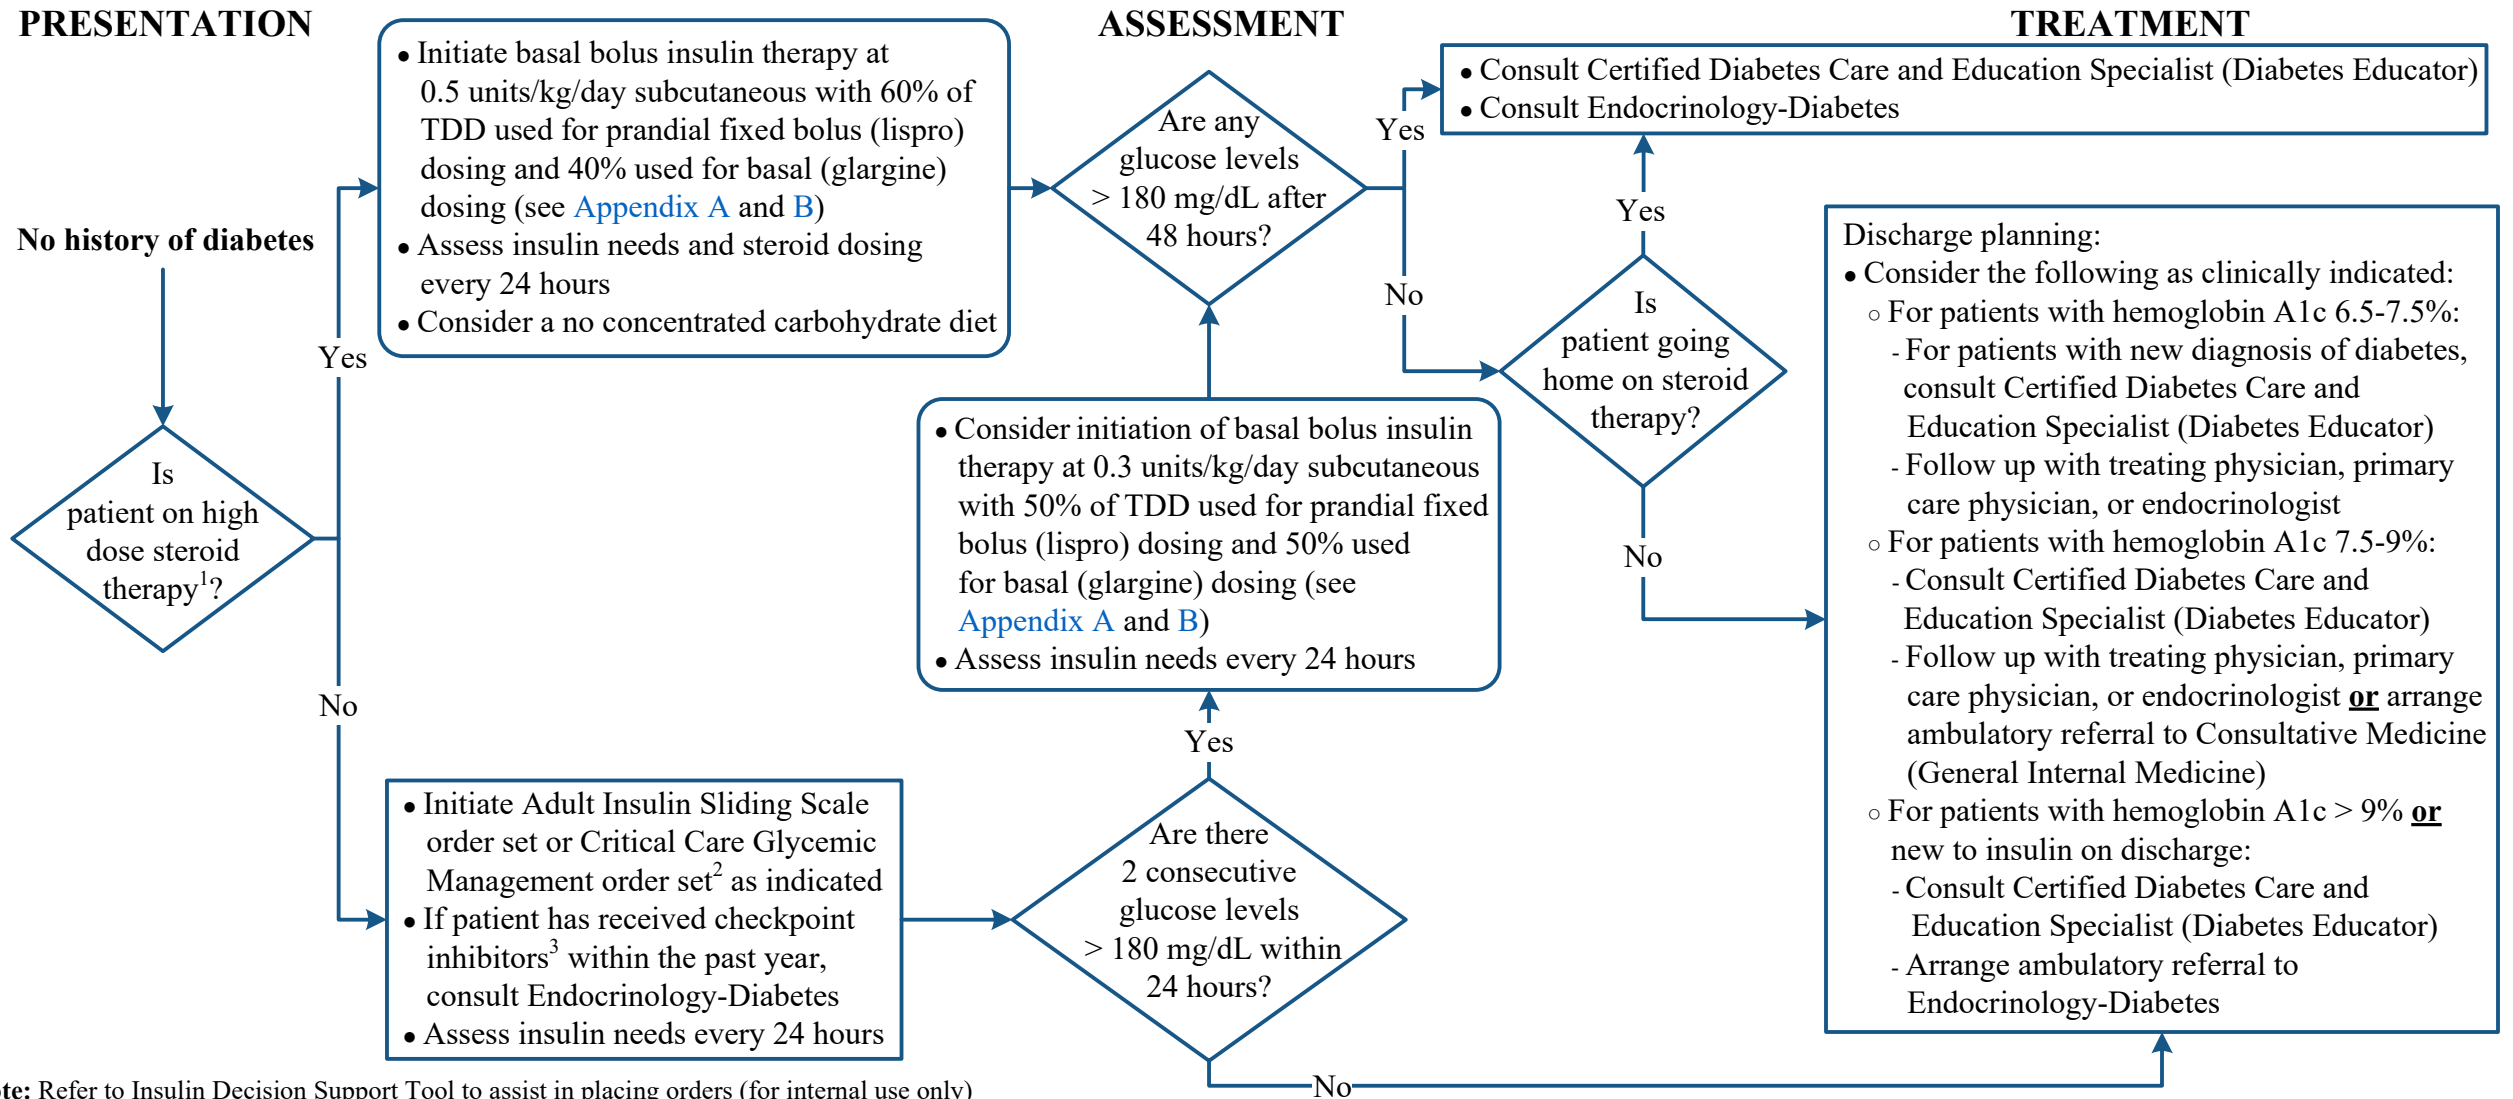 PRESENTATION
ASSESSMENT
TREATMENT
No history of diabetes
Is
patient on high
dose steroid
therapy1?
Yes
No
● Initiate basal bolus insulin therapy at
0.5 units/kg/day subcutaneous with 60% of
TDD used for prandial fixed bolus (lispro)
dosing and 40% used for basal (glargine)
dosing (see Appendix A and B)
● Assess insulin needs and steroid dosing
every 24 hours
● Consider a no concentrated carbohydrate diet
● Initiate Adult Insulin Sliding Scale
order set or Critical Care Glycemic
Management order set2 as indicated
● If patient has received checkpoint
inhibitors3 within the past year,
consult Endocrinology-Diabetes
● Assess insulin needs every 24 hours
Are there
2 consecutive
glucose levels
> 180 mg/dL within
24 hours?
Yes
No
● Consider initiation of basal bolus insulin
therapy at 0.3 units/kg/day subcutaneous
with 50% of TDD used for prandial fixed
bolus (lispro) dosing and 50% used
for basal (glargine) dosing (see
Appendix A and B)
● Assess insulin needs every 24 hours
Are any
glucose levels
> 180 mg/dL after
48 hours?
Yes
No
● Consult Certified Diabetes Care and Education Specialist (Diabetes Educator)
● Consult Endocrinology-Diabetes
Is
patient going
home on steroid
therapy?
Yes
No
Discharge planning:
● Consider the following as clinically indicated:
○ For patients with hemoglobin A1c 6.5-7.5%:
- For patients with new diagnosis of diabetes,
consult Certified Diabetes Care and
Education Specialist (Diabetes Educator)
- Follow up with treating physician, primary
care physician, or endocrinologist
○ For patients with hemoglobin A1c 7.5-9%:
- Consult Certified Diabetes Care and
Education Specialist (Diabetes Educator)
- Follow up with treating physician, primary
care physician, or endocrinologist or arrange
ambulatory referral to Consultative Medicine
(General Internal Medicine)
○ For patients with hemoglobin A1c > 9% or
new to insulin on discharge:
- Consult Certified Diabetes Care and
Education Specialist (Diabetes Educator)
- Arrange ambulatory referral to
Endocrinology-Diabetes
Refer to Insulin Decision Support Tool to assist in placing orders (for internal use only)